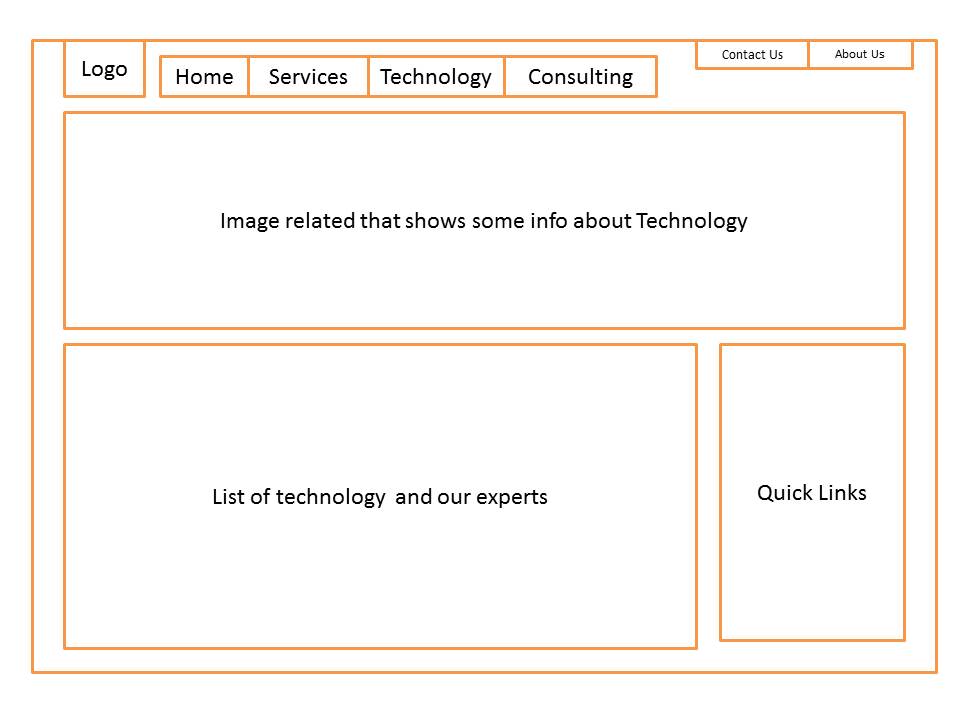 Logo
Home
Services
Technology
Consulting
Contact Us
About Us
Image related that shows some info about Technology
List of technology and our experts
Quick Links